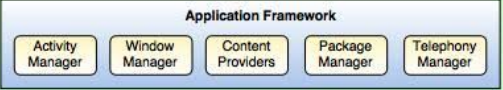 Application Framework
Activity Manager
Window Manager
Content Providers
Package Manager
Telephony Manager